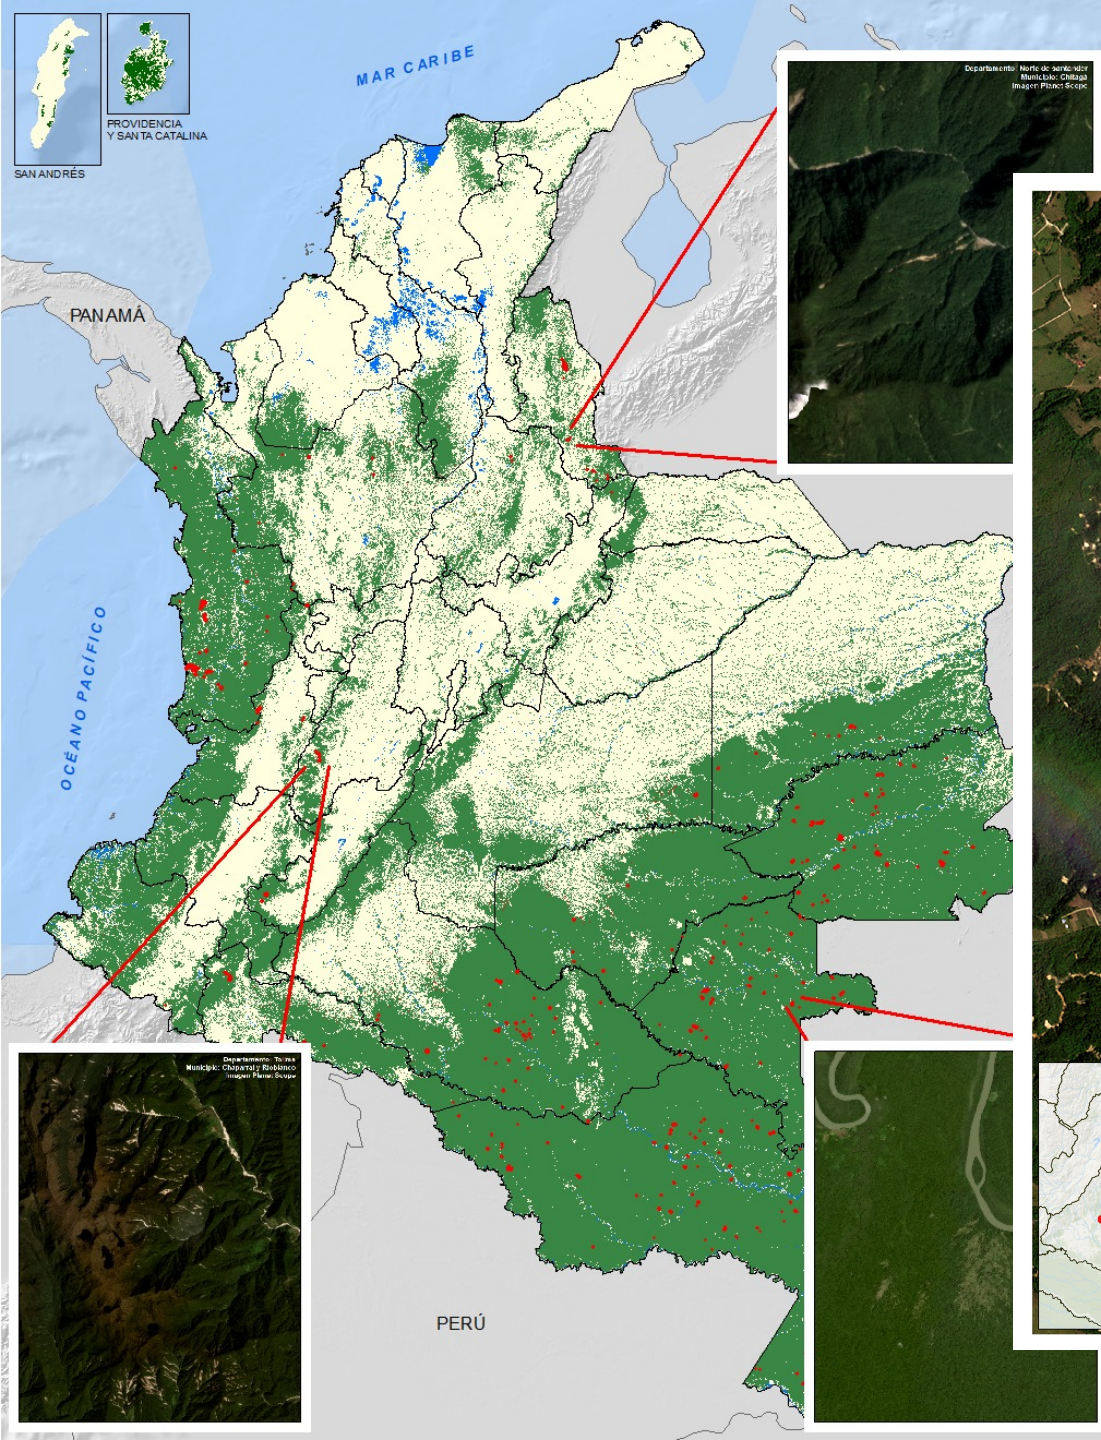 MAR CARIBE
PROVIDENCIA
Y SANTA CATALINA
SAN ANDRÉS
Departamento: Norte de santander
Municipio: Chitagá
Imagen Planet Scope
PANAMÁ
OCÉANO PACÍFICO
Departamento: Tolima
Municipio: Chaparral y Rioblanco
Imagen Planet Scope
PERÚ